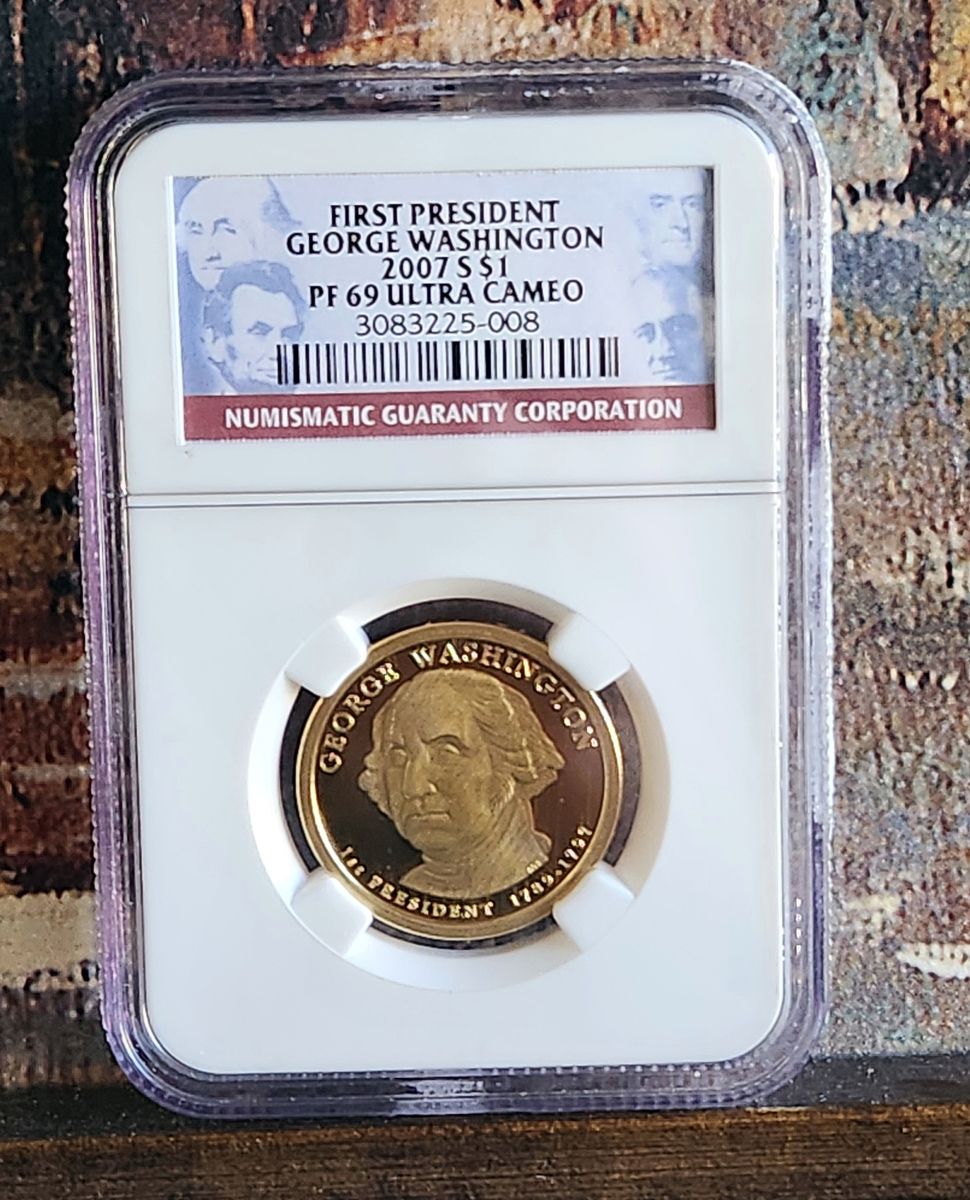 FIRST PRESIDENT
GEORGE WASHINGTON
2007 S $1
PF 69 ULTRA CAMEO
3083225-008
NUMISMATIC GUARANTY CORPORATION
GEORGE WASHINGTON
1st PRESIDENT 1789-1797